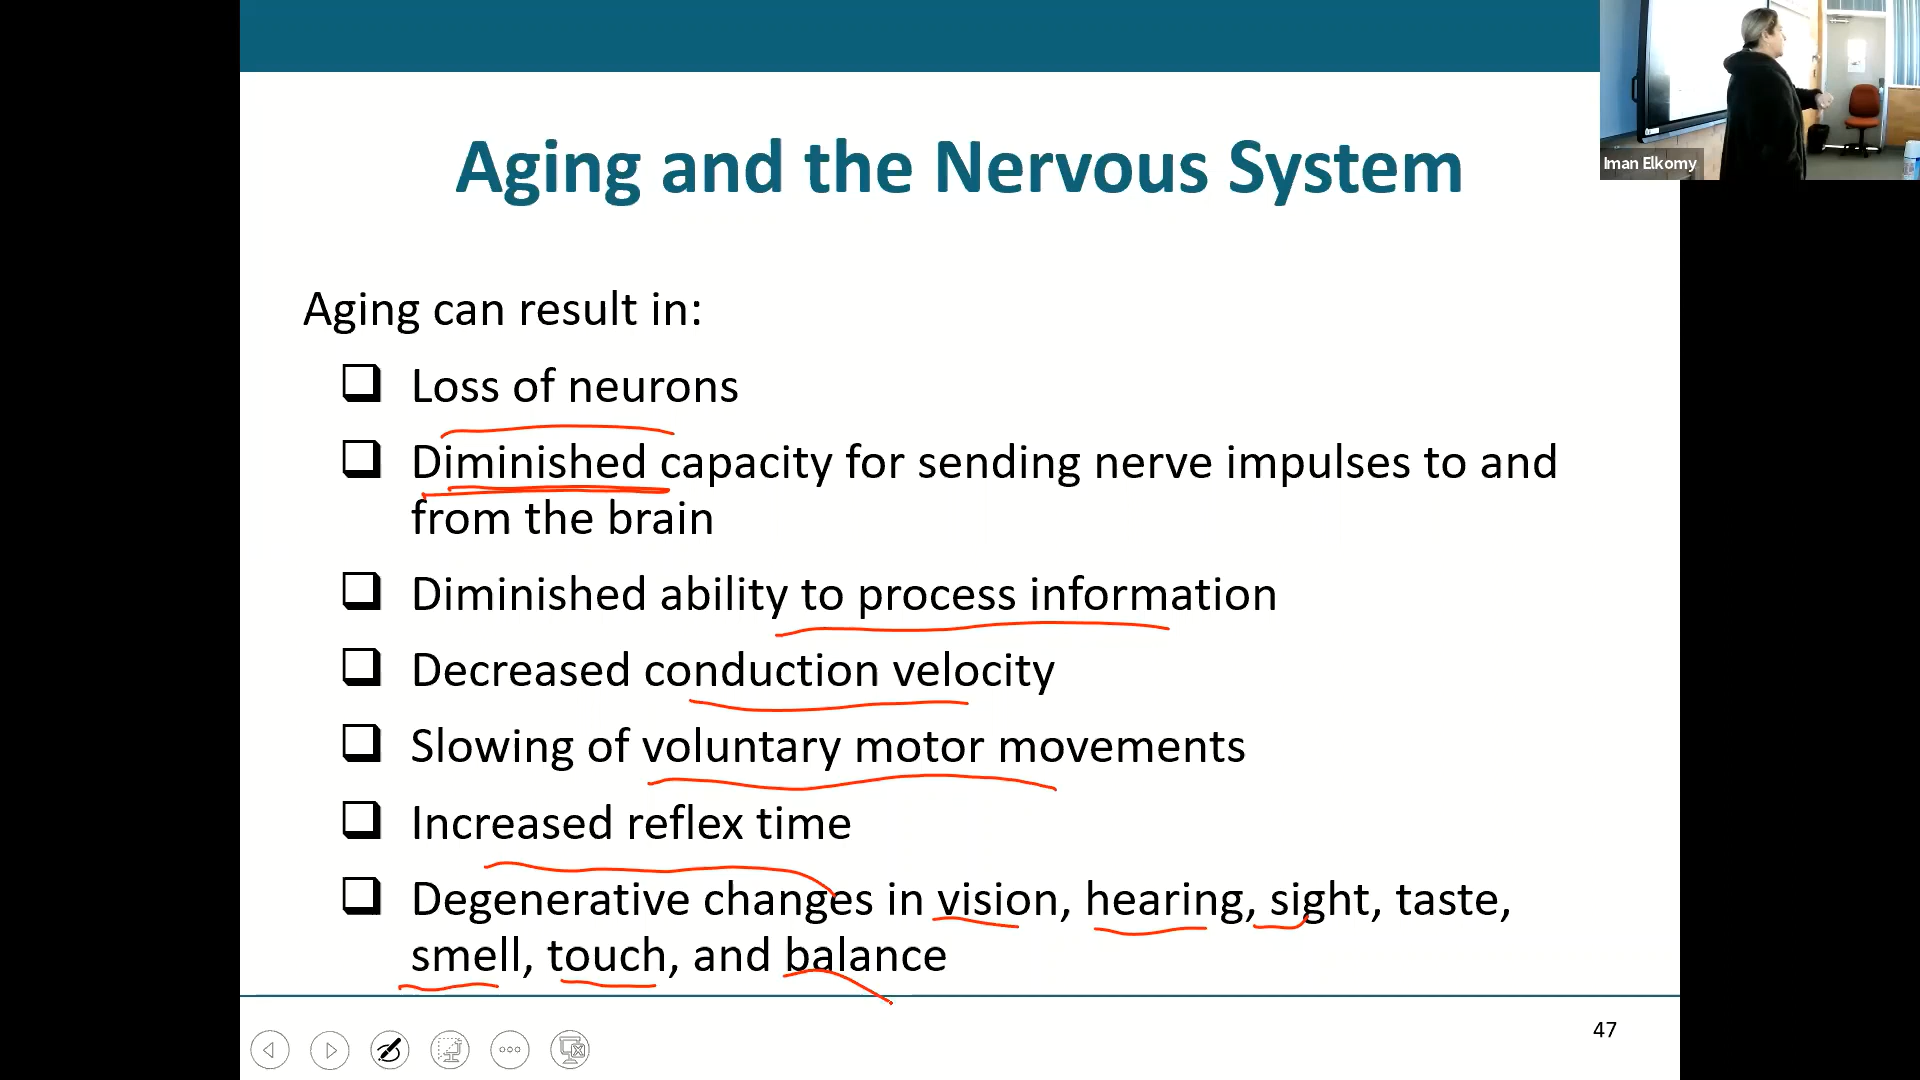 Iman Elkomy
Aging and the Nervous System
Aging can result in:
❑ Loss of neurons
❑ Diminished capacity for sending nerve impulses to and
from the brain
❑ Diminished ability to process information
❑ Decreased conduction velocity
❑ Slowing of voluntary motor movements
❑ Increased reflex time
❑ Degenerative changes in vision, hearing, sight, taste,
smell, touch, and balance
47